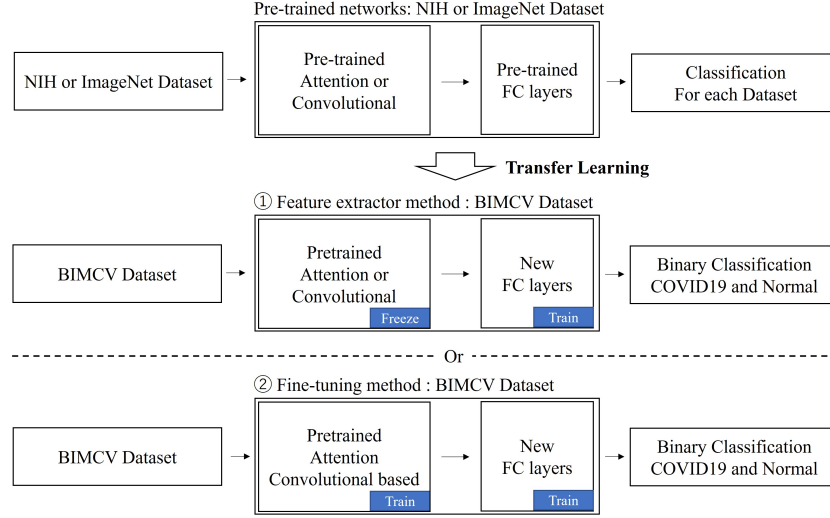 Pre-trained networks: NIH or ImageNet Dataset
NIH or ImageNet Dataset
Pre-trained
Attention or
Convolutional
Pre-trained
FC layers
Classification
For each Dataset
Transfer Learning
① Feature extractor method : BIMCV Dataset
BIMCV Dataset
Pretrained
Attention or
Convolutional
Freeze
New
FC layers
Train
Binary Classification
COVID19 and Normal
Or
② Fine-tuning method : BIMCV Dataset
BIMCV Dataset
Pretrained
Attention
Convolutional based
Train
New
FC layers
Train
Binary Classification
COVID19 and Normal